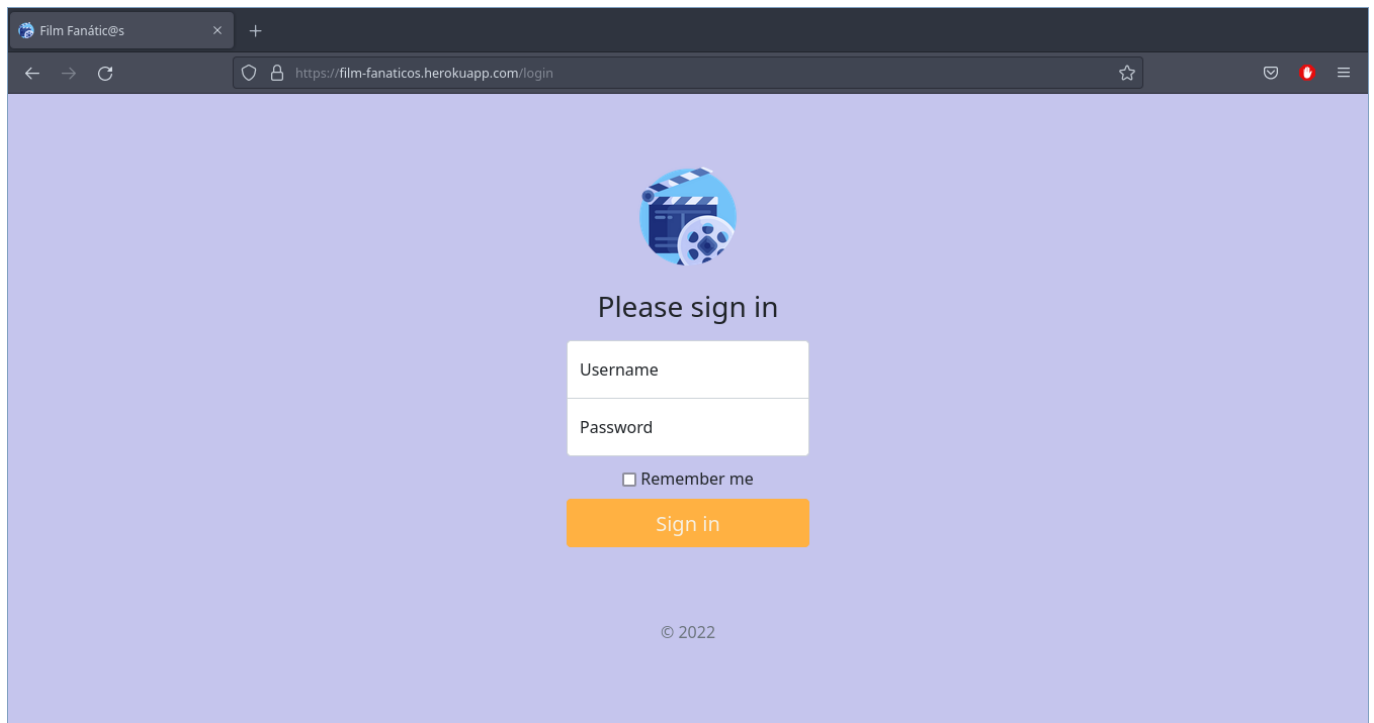 Film Fanátic@s
https://film-fanaticos.herokuapp.com/login
Please sign in
Username
Password
Remember me
Sign in
© 2022